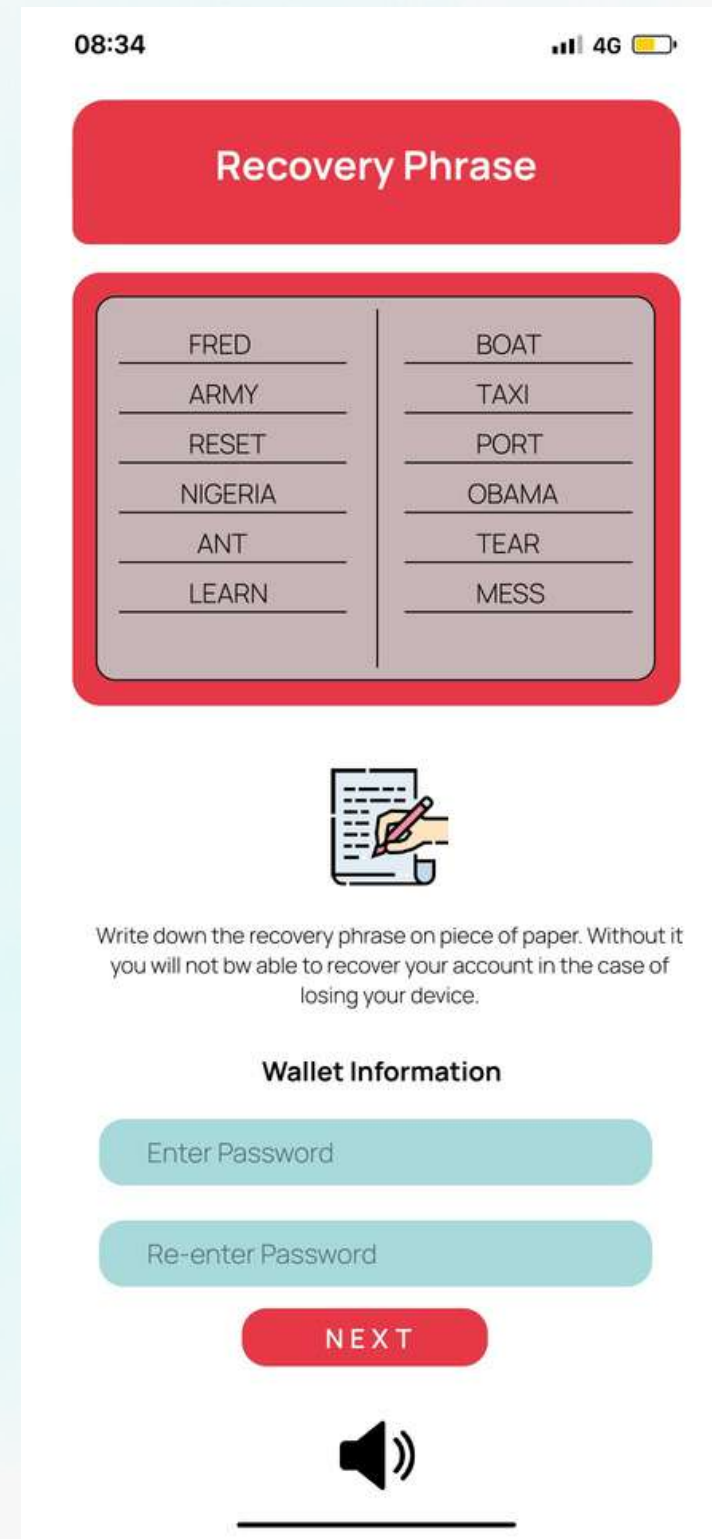 08:34
4G
Recovery Phrase
FRED
ARMY
RESET
NIGERIA
ANT
LEARN
BOAT
TAXI
PORT
OBAMA
TEAR
MESS
Write down the recovery phrase on piece of paper. Without it
you will not bw able to recover your account in the case of
losing your device.
Wallet Information
Enter Password
Re-enter Password
NEXT